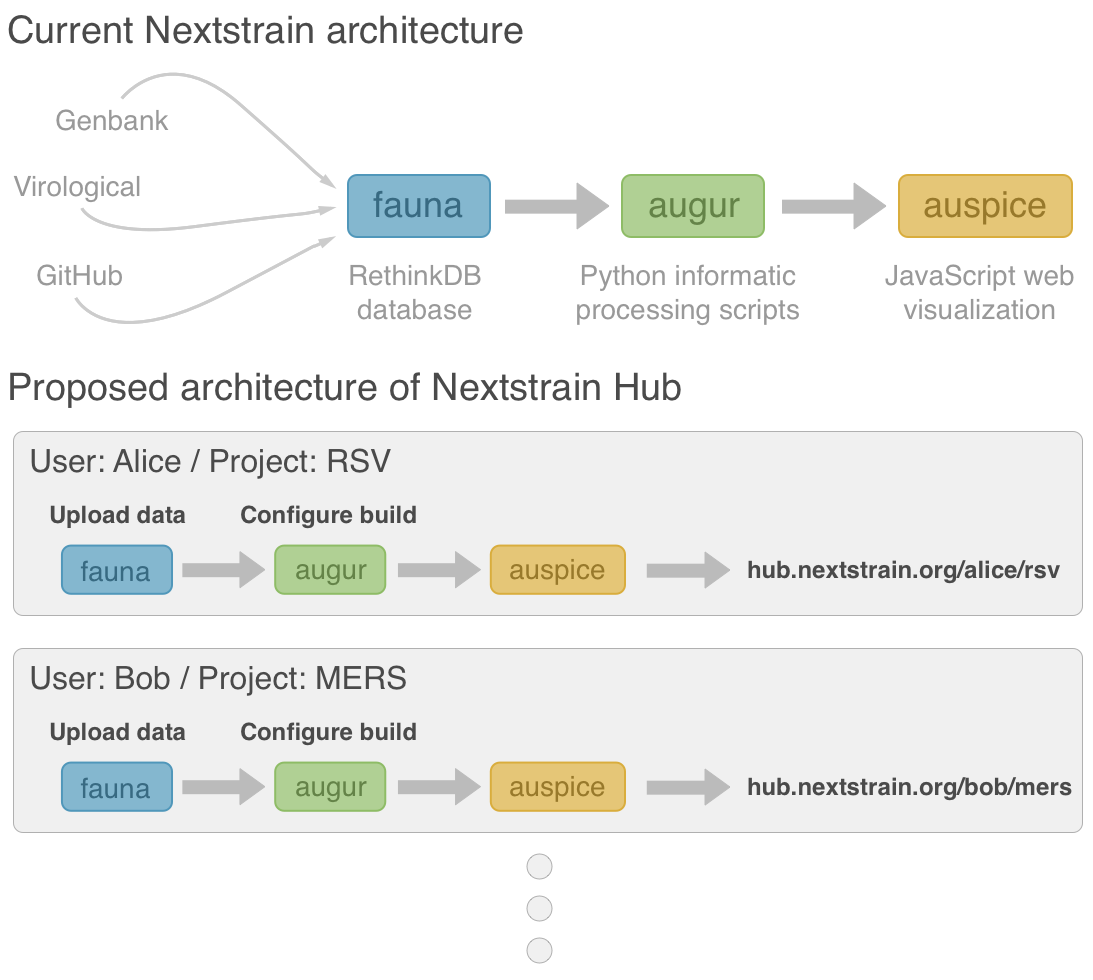 Current Nextstrain architecture
Genbank
Virological
GitHub
fauna
augur
auspice
RethinkDB
database
Python informatic
processing scripts
JavaScript web
visualization
Proposed architecture of Nextstrain Hub
User: Alice / Project: RSV
Upload data
Configure build
fauna
augur
auspice
hub.nextstrain.org/alice/rsv
User: Bob / Project: MERS
Upload data
Configure build
fauna
augur
auspice
hub.nextstrain.org/bob/mers